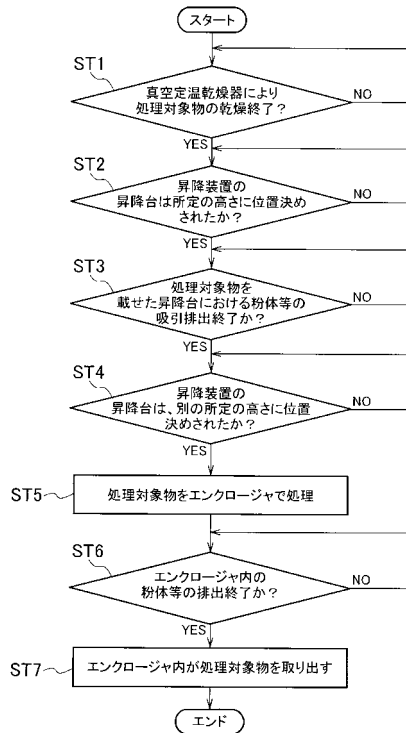 スタート
ST1
真空定温乾燥器により
処理対象物の乾燥終了？
NO
YES
ST2
昇降装置の
昇降台は所定の高さに位置決め
されたか？
NO
YES
ST3
処理対象物を
載せた昇降台における粉体等の
吸引排出終了か？
NO
YES
ST4
昇降装置の
昇降台は、別の所定の高さに位置
決めされたか？
NO
YES
ST5
処理対象物をエンクロージャで処理
ST6
エンクロージャ内の
粉体等の排出終了か？
NO
YES
ST7
エンクロージャ内が処理対象物を取り出す
エンド